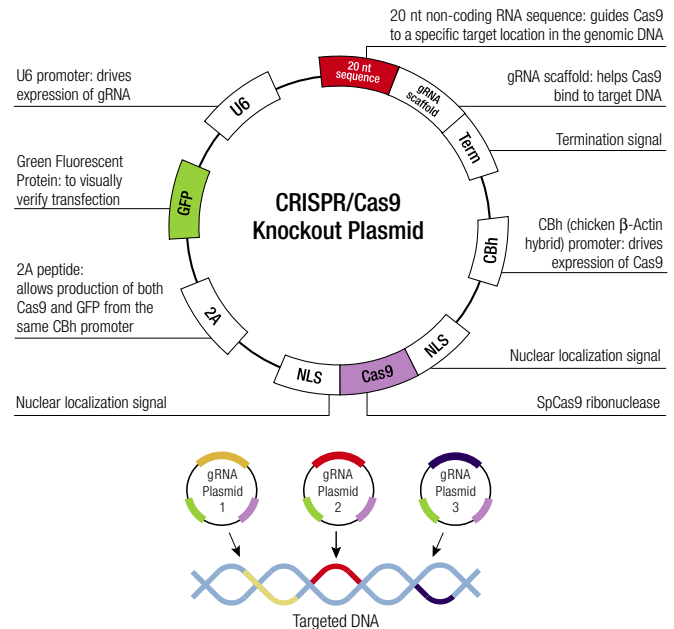 20 nt non-coding RNA sequence: guides Cas9
to a specific target location in the genomic DNA
U6 promoter: drives
expression of gRNA
gRNA scaffold: helps Cas9
bind to target DNA
Termination signal
Green Fluorescent
Protein: to visually
verify transfection
CBh (chicken β-Actin
hybrid) promoter: drives
expression of Cas9
2A peptide:
allows production of both
Cas9 and GFP from the
same CBh promoter
Nuclear localization signal
Nuclear localization signal
SpCas9 ribonuclease
CRISPR/Cas9
Knockout Plasmid
20 nt
sequence
gRNA
scaffold
Term
CBh
NLS
Cas9
NLS
2A
GFP
U6
gRNA
Plasmid
1
gRNA
Plasmid
2
gRNA
Plasmid
3
Targeted DNA